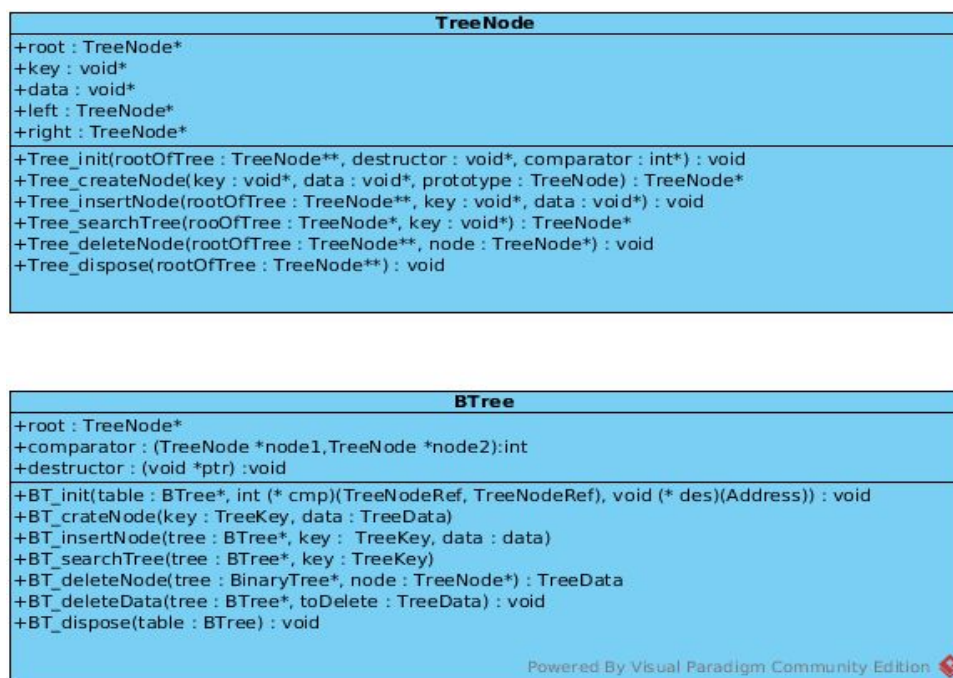 TreeNode
+root : TreeNode*
+key : void*
+data : void*
+left : TreeNode*
+right : TreeNode*
+Tree_init(rootOfTree : TreeNode**, destructor : void*, comparator : int*) : void
+Tree_createNode(key : void*, data : void*, prototype : TreeNode) : TreeNode*
+Tree_insertNode(rootOfTree : TreeNode**, key : void*, data : void*) : void
+Tree_searchTree(rooOfTree : TreeNode*, key : void*) : TreeNode*
+Tree_deleteNode(rootOfTree : TreeNode**, node : TreeNode*) : void
+Tree_dispose(rootOfTree : TreeNode**) : void
BTree
+root : TreeNode*
+comparator : (TreeNode *node1,TreeNode *node2):int
+destructor : (void *ptr) :void
+BT_init(table : BTree*, int (* cmp)(TreeNodeRef, TreeNodeRef), void (* des)(Address)) : void
+BT_crateNode(key : TreeKey, data : TreeData)
+BT_insertNode(tree : BTree*, key :  TreeKey, data : data)
+BT_searchTree(tree : BTree*, key : TreeKey)
+BT_deleteNode(tree : BinaryTree*, node : TreeNode*) : TreeData
+BT_deleteData(tree : BTree*, toDelete : TreeData) : void
+BT_dispose(table : BTree) : void
Powered By Visual Paradigm Community Edition